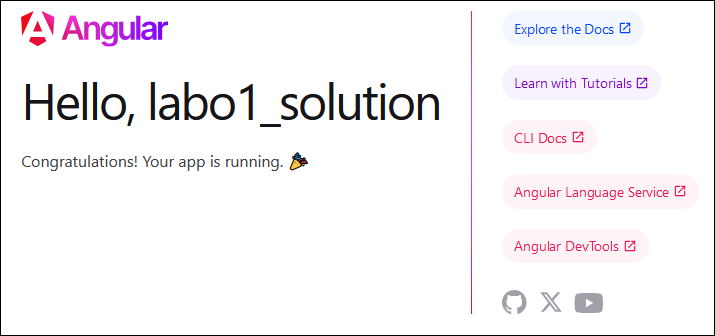 Angular
Hello, labo1_solution
Congratulations! Your app is running. 🎉
Explore the Docs
Learn with Tutorials
CLI Docs
Angular Language Service
Angular DevTools